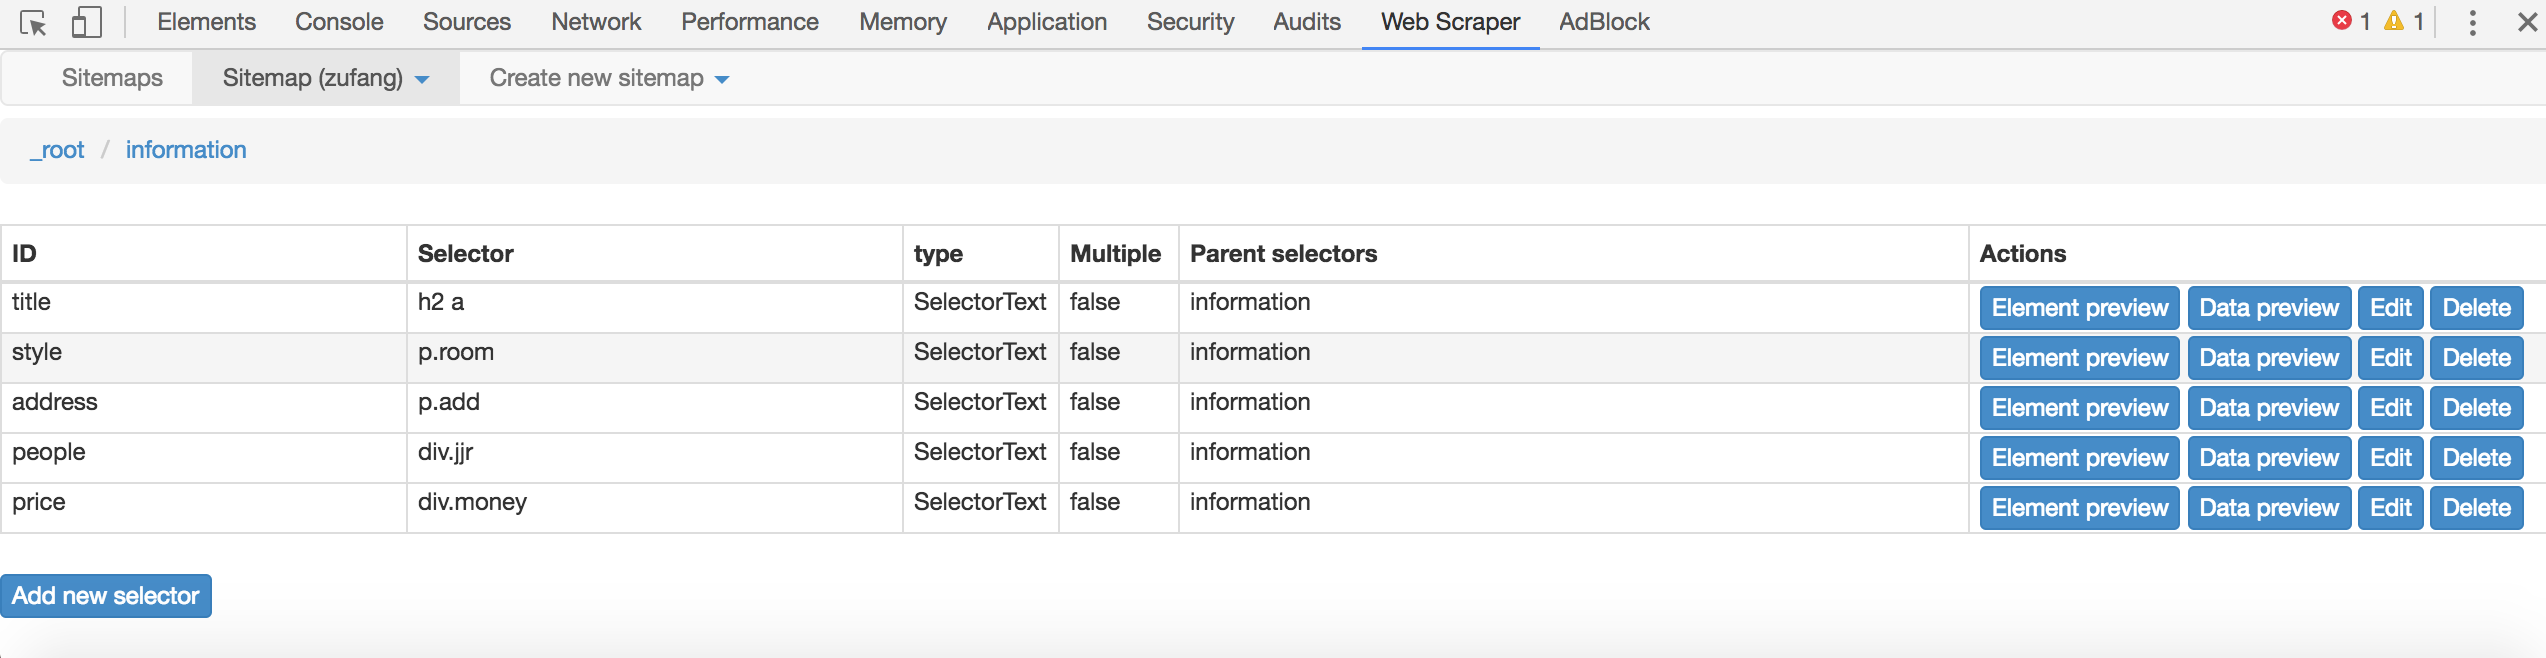 Elements Console Sources Network Performance Memory Application Security Audits Web Scraper AdBlock 1 1
Sitemaps Sitemap (zufang) Create new sitemap
_root / information
ID Selector type Multiple Parent selectors Actions
title h2 a SelectorText false information Element preview Data preview Edit Delete
style p.room SelectorText false information Element preview Data preview Edit Delete
address p.add SelectorText false information Element preview Data preview Edit Delete
people div.jjr SelectorText false information Element preview Data preview Edit Delete
price div.money SelectorText false information Element preview Data preview Edit Delete
Add new selector